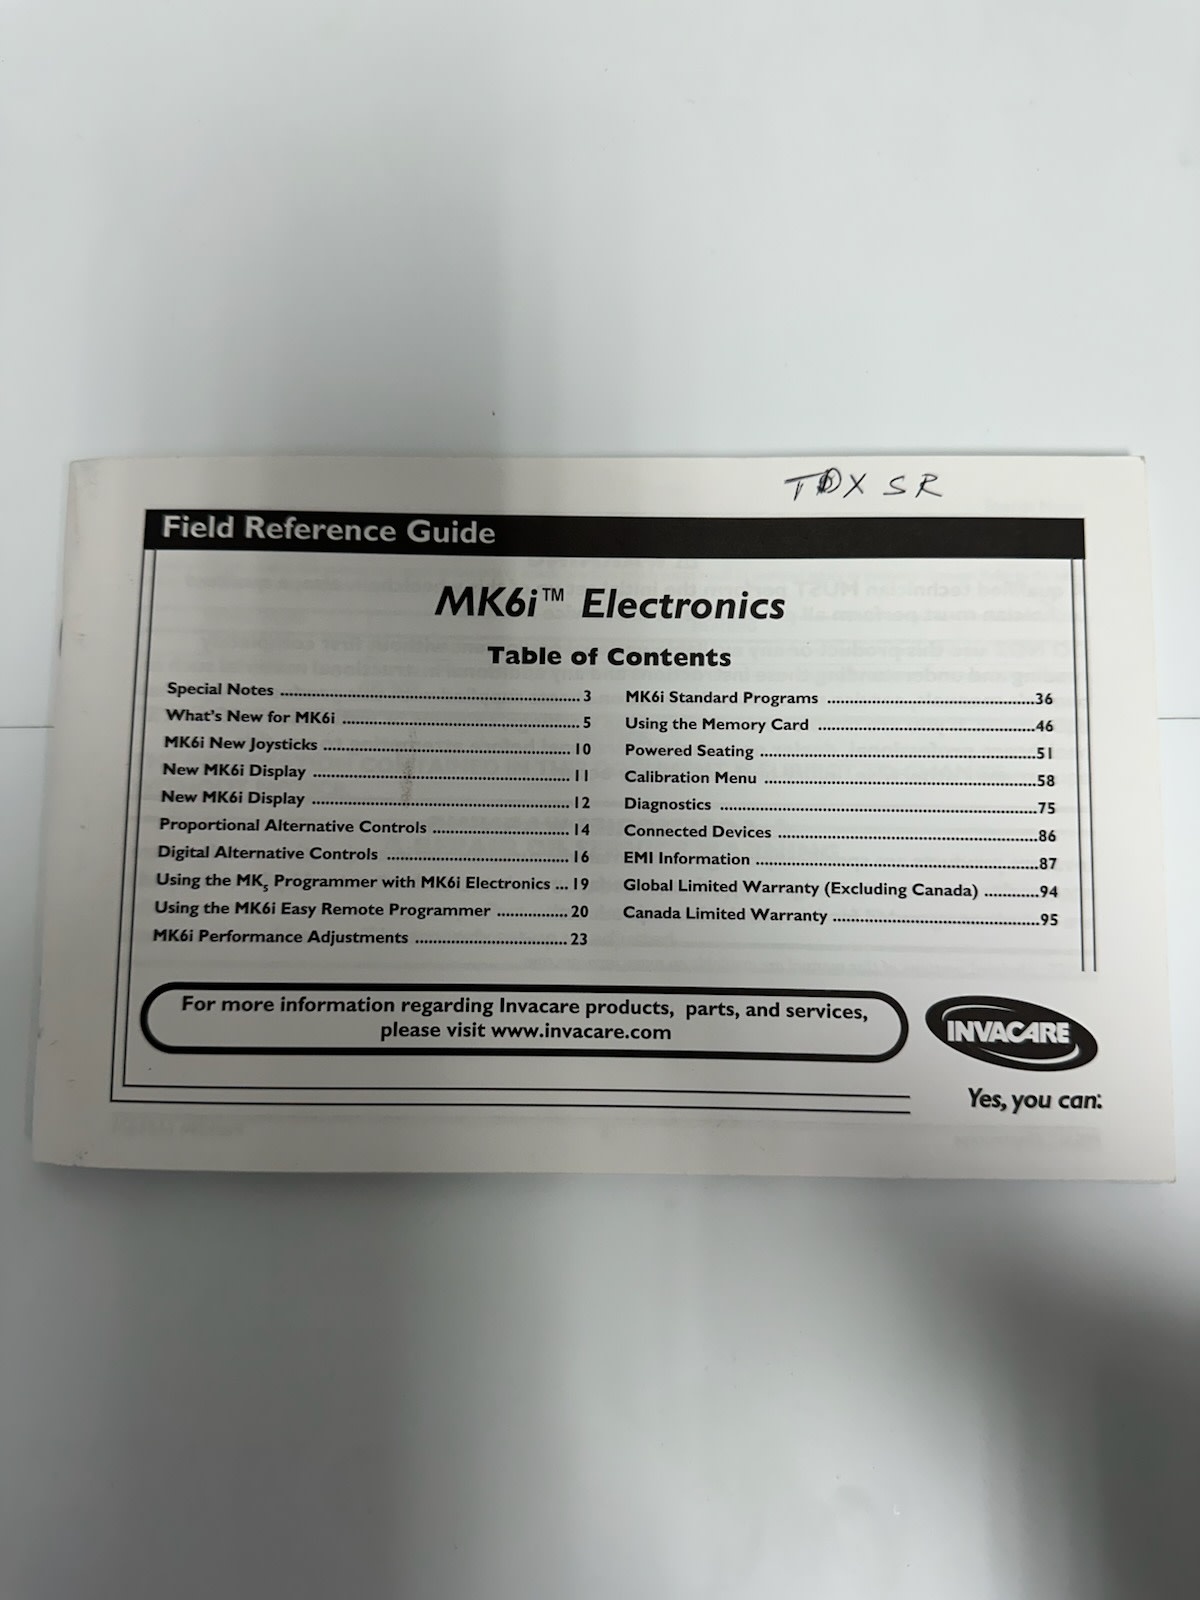 TDX SR
Field Reference Guide
MK6i™ Electronics
Table of Contents
Special Notes ................................................................ 3
What's New for MK6i ................................................... 5
MK6i New Joysticks ..................................................... 10
New MK6i Display ....................................................... 11
New MK6i Display ....................................................... 12
Proportional Alternative Controls .............................. 14
Digital Alternative Controls ........................................ 16
Using the MK5 Programmer with MK6i Electronics ... 19
Using the MK6i Easy Remote Programmer ................ 20
MK6i Performance Adjustments .................................. 23
MK6i Standard Programs .............................................36
Using the Memory Card ...............................................46
Powered Seating ...........................................................51
Calibration Menu ..........................................................58
Diagnostics ...................................................................75
Connected Devices .......................................................86
EMI Information ............................................................87
Global Limited Warranty (Excluding Canada) ............94
Canada Limited Warranty ............................................95
For more information regarding Invacare products, parts, and services,
please visit www.invacare.com
INVACARE
Yes, you can.